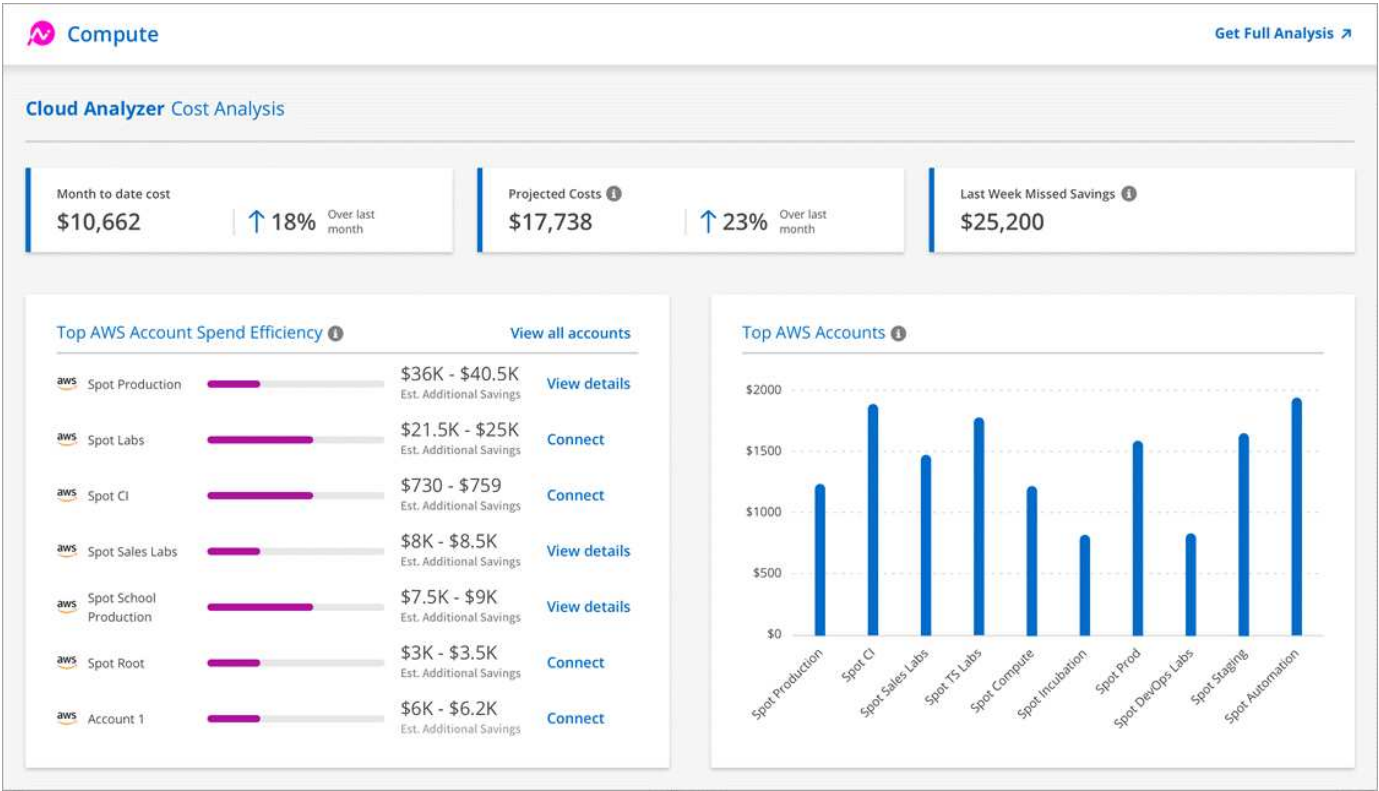 Compute
Get Full Analysis
Cloud Analyzer Cost Analysis
Month to date cost
$10,662
18%
Over last
month
Projected Costs
$17,738
23%
Over last
month
Last Week Missed Savings
$25,200
Top AWS Account Spend Efficiency
View all accounts
aws Spot Production
$36K - $40.5K
Est. Additional Savings
View details
aws Spot Labs
$21.5K - $25K
Est. Additional Savings
Connect
aws Spot CI
$730 - $759
Est. Additional Savings
Connect
aws Spot Sales Labs
$8K - $8.5K
Est. Additional Savings
View details
aws Spot School
Production
$7.5K - $9K
Est. Additional Savings
View details
aws Spot Root
$3K - $3.5K
Est. Additional Savings
Connect
aws Account 1
$6K - $6.2K
Est. Additional Savings
Connect
Top AWS Accounts
$2000
$1500
$1000
$500
$0
Spot Production
Spot CI
Spot Sales Labs
Spot TS Labs
Spot Compute
Spot Incubation
Spot Prod
Spot DevOps Labs
Spot Staging
Spot Automation